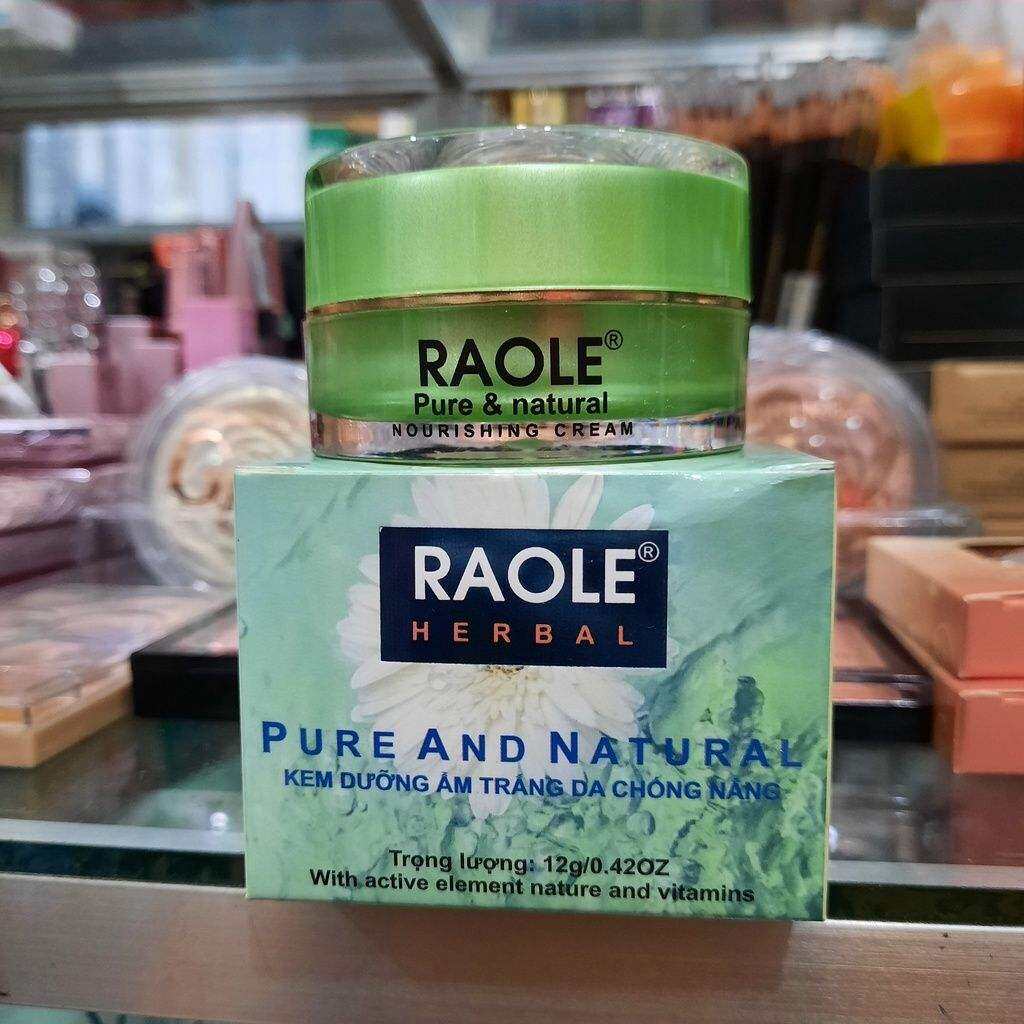 RAOLE®
Pure & natural
NOURISHING CREAM
RAOLE®
HERBAL
PURE AND NATURAL
KEM DƯỠNG ẨM TRẮNG DA CHỐNG NẮNG
Trọng lượng: 12g/0.42OZ
With active element nature and vitamins